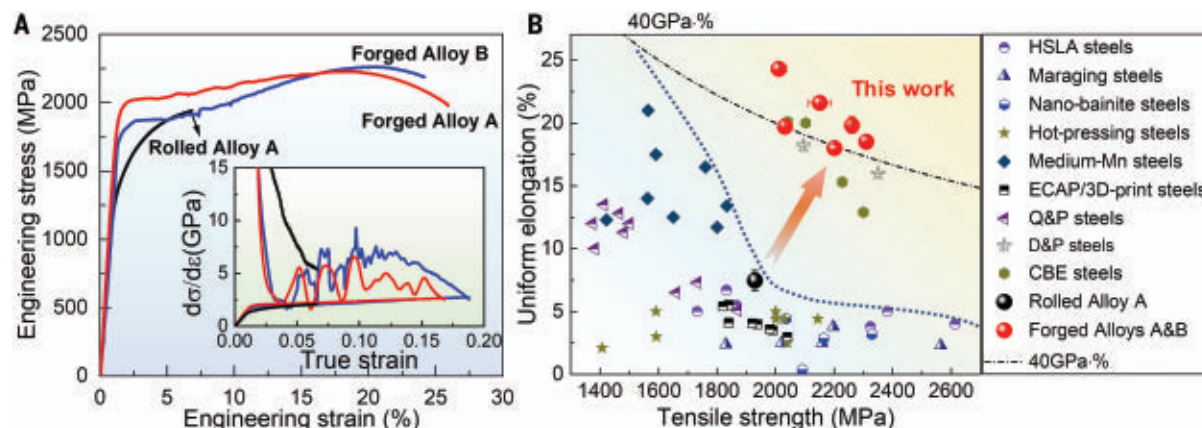 A
Engineering stress (MPa)
2500
2000
1500
1000
500
0
0
5
10
15
20
25
30
Engineering strain (%)
Forged Alloy B
Forged Alloy A
Rolled Alloy A
dσ/dε(GPa)
15
10
5
0
0.00
0.05
0.10
0.15
0.20
True strain
B
40GPa·%
Uniform elongation (%)
25
20
15
10
5
0
1400
1600
1800
2000
2200
2400
2600
Tensile strength (MPa)
This work
HSLA steels
Maraging steels
Nano-bainite steels
Hot-pressing steels
Medium-Mn steels
ECAP/3D-print steels
Q&P steels
D&P steels
CBE steels
Rolled Alloy A
Forged Alloys A&B
40GPa·%